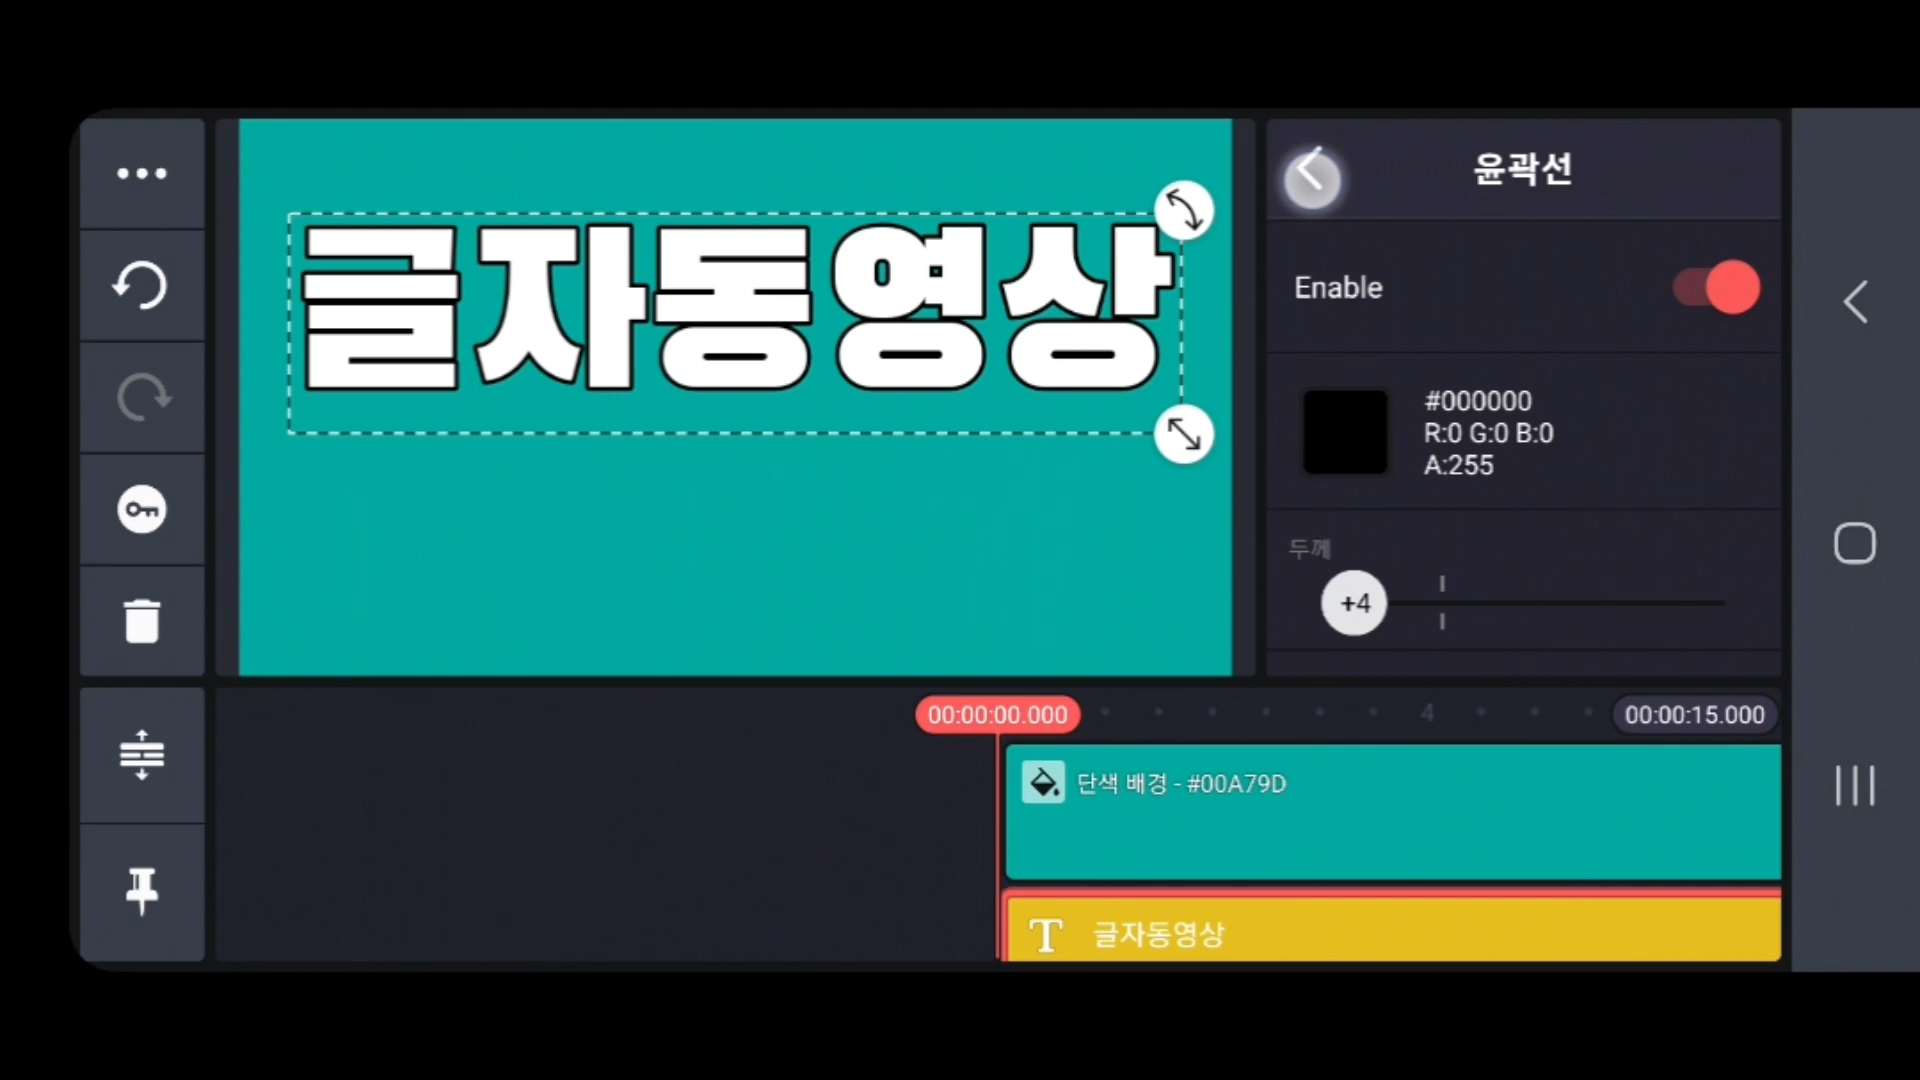 글자동영상
윤곽선
Enable
#000000
R:0 G:0 B:0
A:255
두께
+4
00:00:00.000
4
00:00:15.000
단색 배경 - #00A79D
T 글자동영상